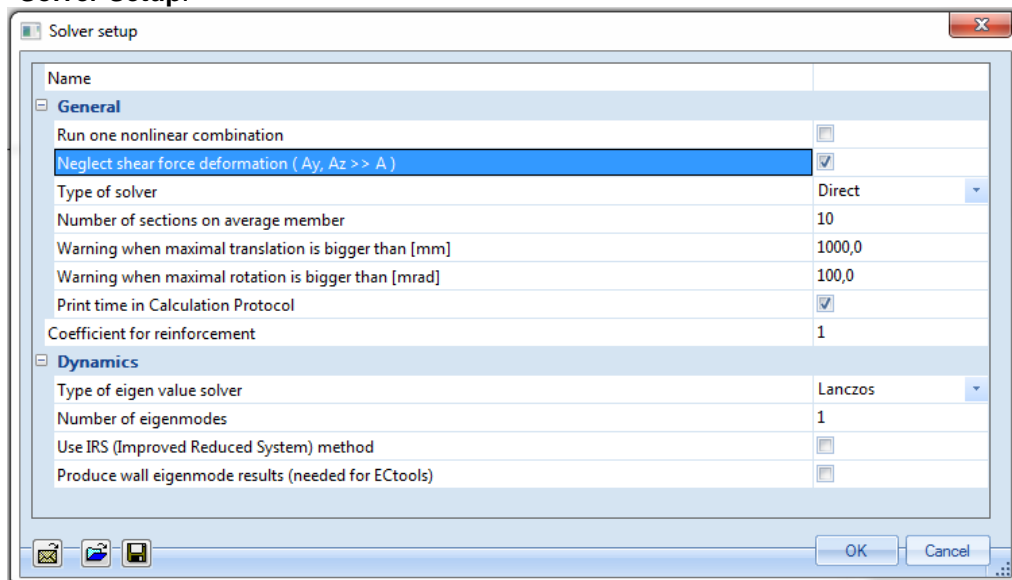 Solver Setup:
Solver setup
Name
General
Run one nonlinear combination
Neglect shear force deformation ( Ay, Az >> A )
Type of solver Direct
Number of sections on average member 10
Warning when maximal translation is bigger than [mm] 1000,0
Warning when maximal rotation is bigger than [mrad] 100,0
Print time in Calculation Protocol
Coefficient for reinforcement 1
Dynamics
Type of eigen value solver Lanczos
Number of eigenmodes 1
Use IRS (Improved Reduced System) method
Produce wall eigenmode results (needed for ECtools)
OK Cancel